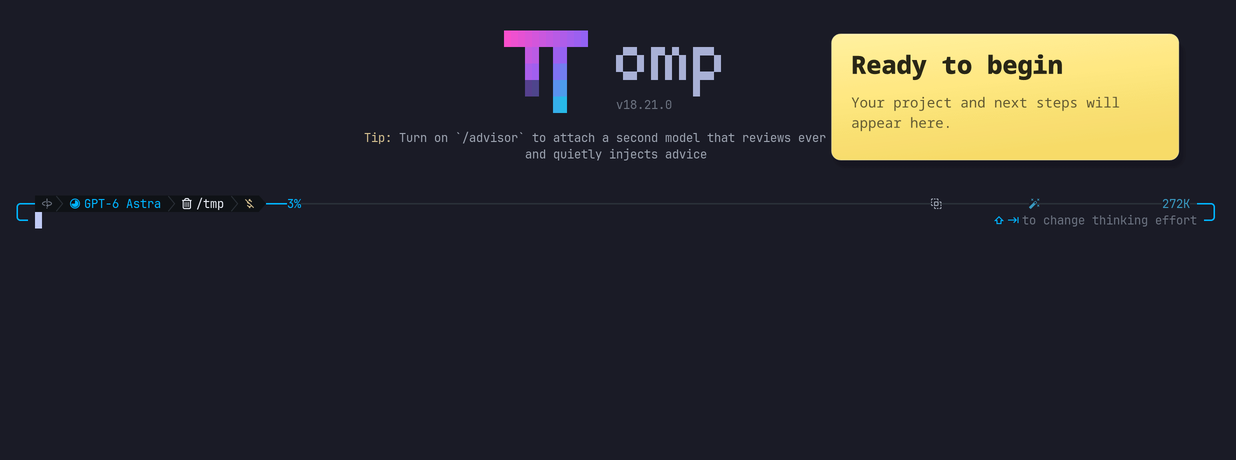 omp
v18.21.0
Ready to begin
Your project and next steps will
appear here.
Tip: Turn on `/advisor` to attach a second model that reviews ever
and quietly injects advice
GPT-6 Astra /tmp 3% 272K
to change thinking effort